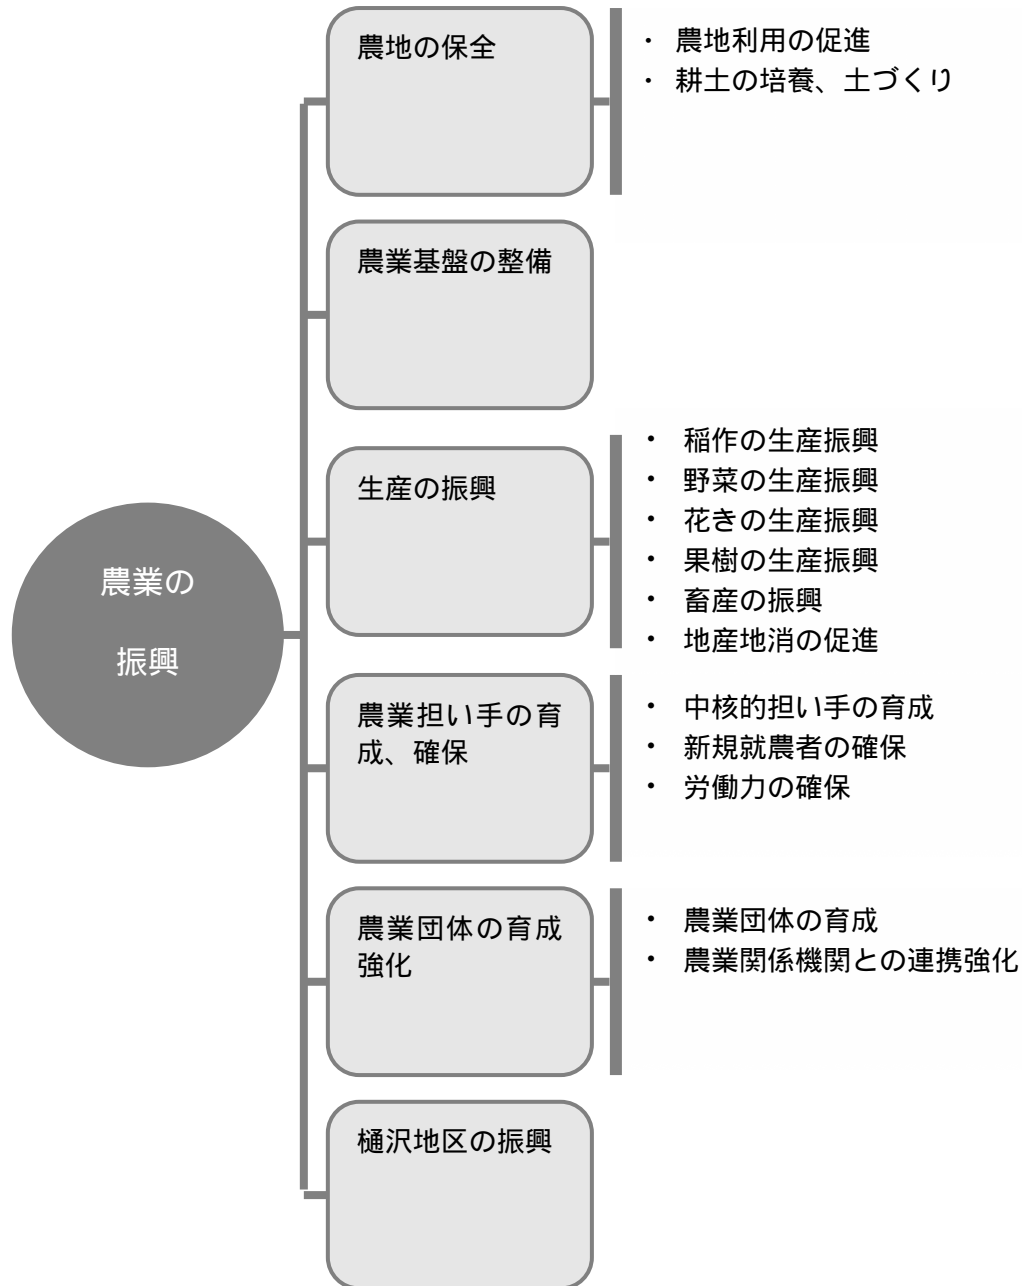 農地の保全
・ 農地利用の促進
・ 耕土の培養、土づくり
農業基盤の整備
生産の振興
・ 稲作の生産振興
・ 野菜の生産振興
・ 花きの生産振興
・ 果樹の生産振興
・ 畜産の振興
・ 地産地消の促進
農業の
振興
農業担い手の育
成、確保
・ 中核的担い手の育成
・ 新規就農者の確保
・ 労働力の確保
農業団体の育成
強化
・ 農業団体の育成
・ 農業関係機関との連携強化
樋沢地区の振興